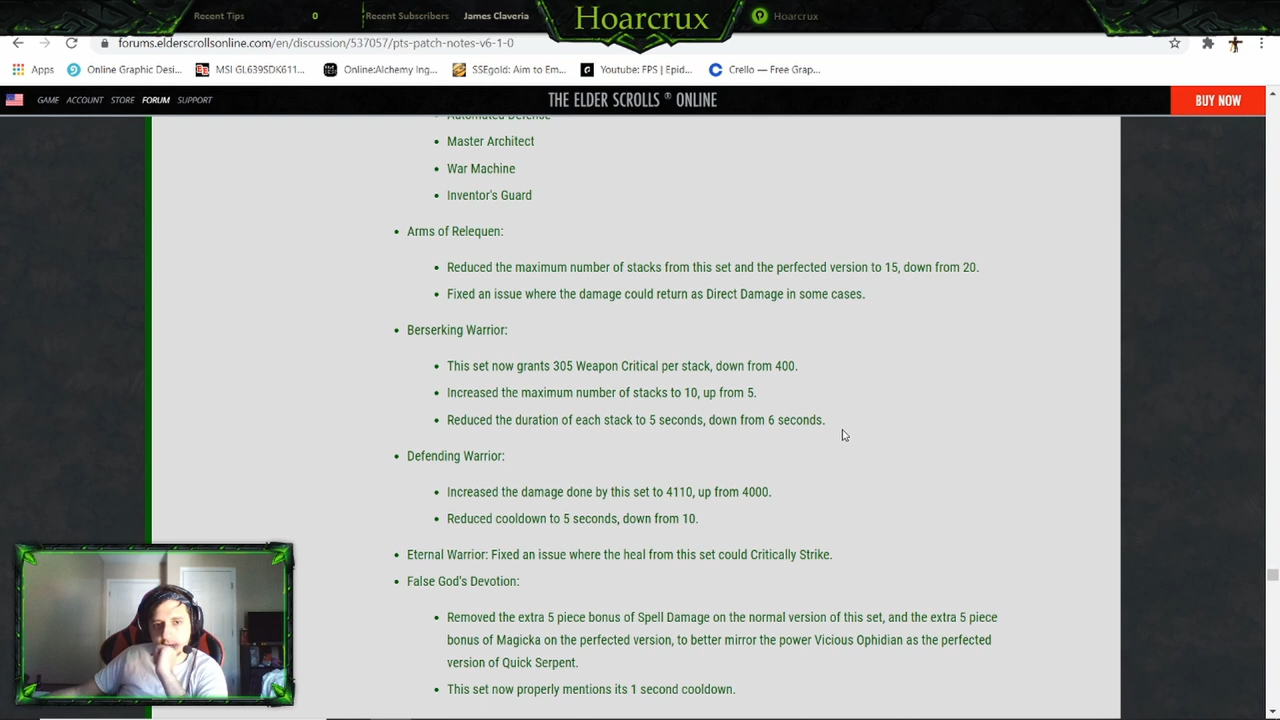 Recent Tips 0 Recent Subscribers James Claveria Hoarcrux Hoarcrux
forums.elderscrollsonline.com/en/discussion/537057/pts-patch-notes-v6-1-0
Apps Online Graphic Desi... MSI GL639SDK611... Online:Alchemy Ing... SSEgold: Aim to Em... Youtube: FPS | Epid... Crello — Free Grap...
GAME ACCOUNT STORE FORUM SUPPORT THE ELDER SCROLLS ® ONLINE BUY NOW
Automated Defense
• Master Architect
• War Machine
• Inventor's Guard
• Arms of Relequen:
• Reduced the maximum number of stacks from this set and the perfected version to 15, down from 20.
• Fixed an issue where the damage could return as Direct Damage in some cases.
• Berserking Warrior:
• This set now grants 305 Weapon Critical per stack, down from 400.
• Increased the maximum number of stacks to 10, up from 5.
• Reduced the duration of each stack to 5 seconds, down from 6 seconds.
• Defending Warrior:
• Increased the damage done by this set to 4110, up from 4000.
• Reduced cooldown to 5 seconds, down from 10.
• Eternal Warrior: Fixed an issue where the heal from this set could Critically Strike.
• False God's Devotion:
• Removed the extra 5 piece bonus of Spell Damage on the normal version of this set, and the extra 5 piece
bonus of Magicka on the perfected version, to better mirror the power Vicious Ophidian as the perfected
version of Quick Serpent.
• This set now properly mentions its 1 second cooldown.